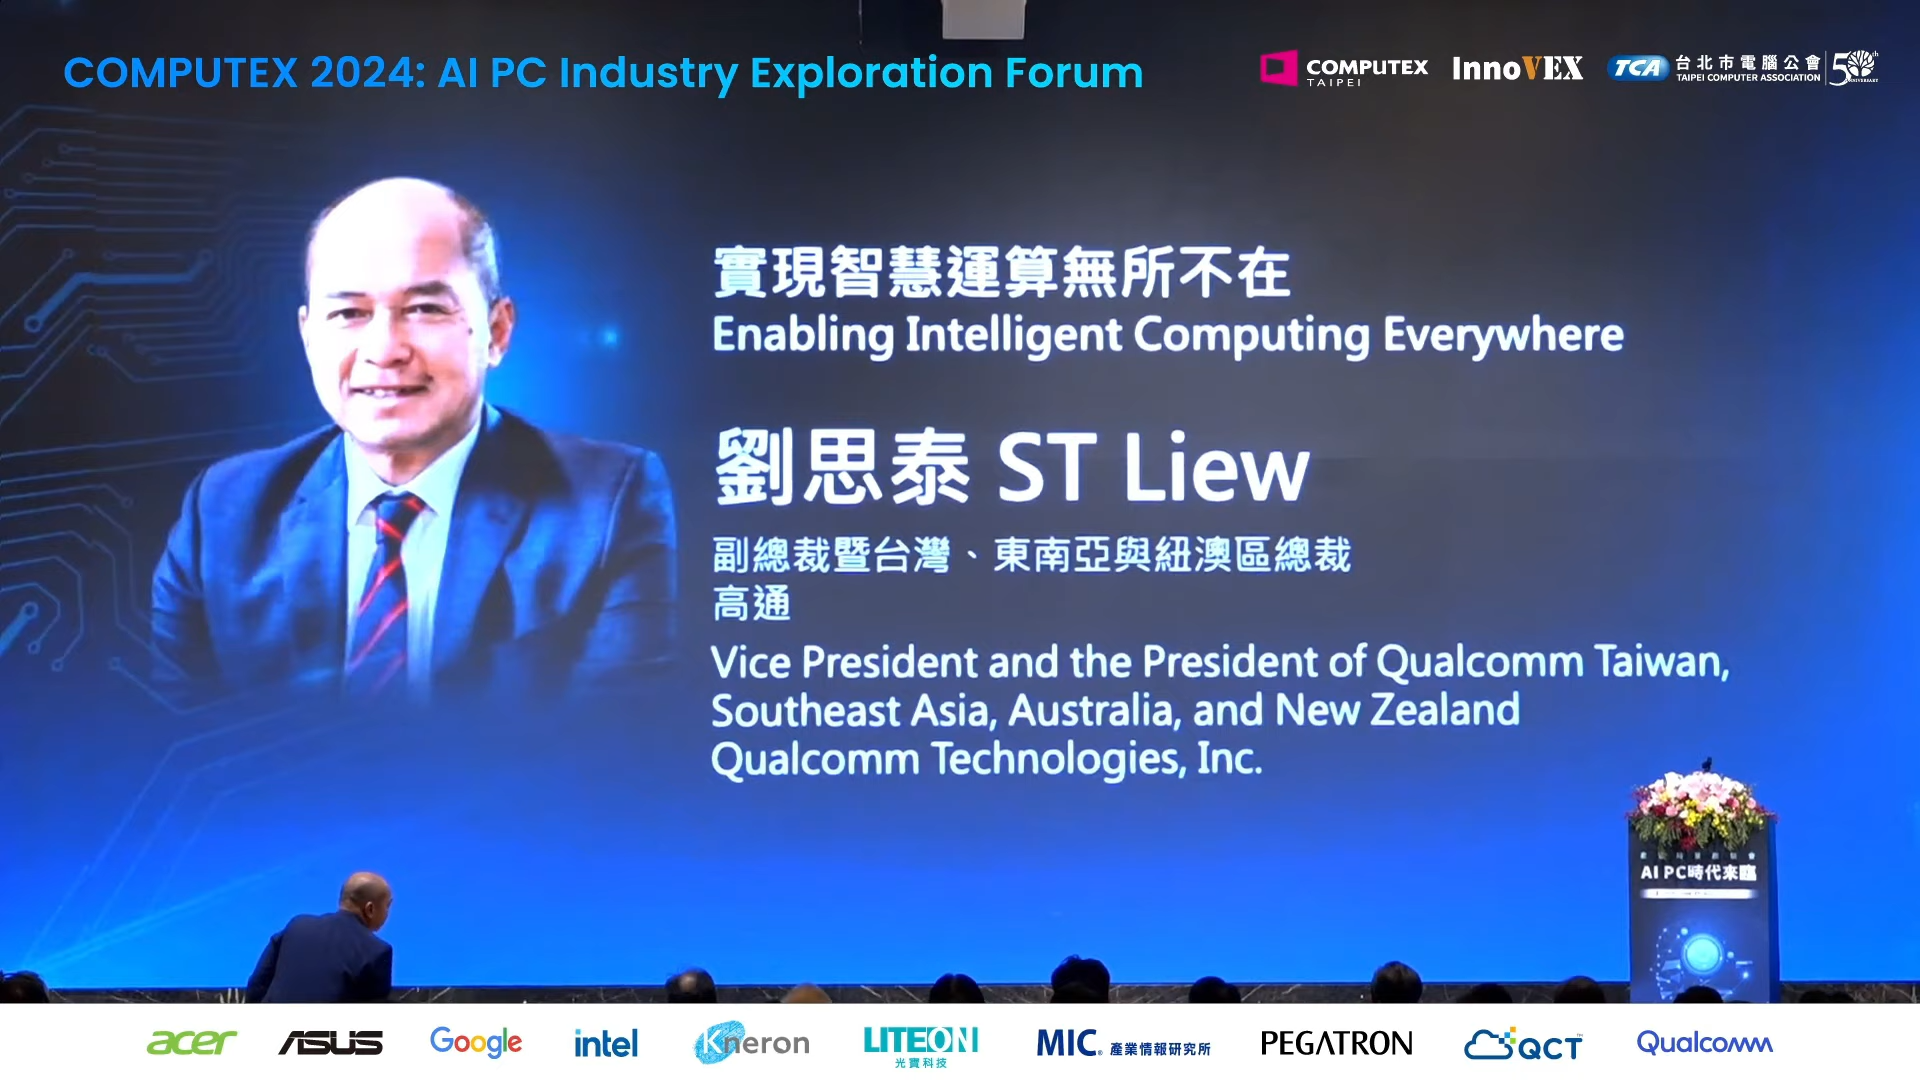 COMPUTEX 2024: AI PC Industry Exploration Forum
COMPUTEX
TAIPEI
InnoVEX
TCA 台北市電腦公會
TAIPEI COMPUTER ASSOCIATION
50th
ANNIVERSARY
實現智慧運算無所不在
Enabling Intelligent Computing Everywhere
劉思泰 ST Liew
副總裁暨台灣、東南亞與紐澳區總裁
高通
Vice President and the President of Qualcomm Taiwan,
Southeast Asia, Australia, and New Zealand
Qualcomm Technologies, Inc.
AI PC時代來臨
acer
ASUS
Google
intel
Kneron
LITEON
光寶科技
MIC® 產業情報研究所
PEGATRON
QCT™
Qualcomm